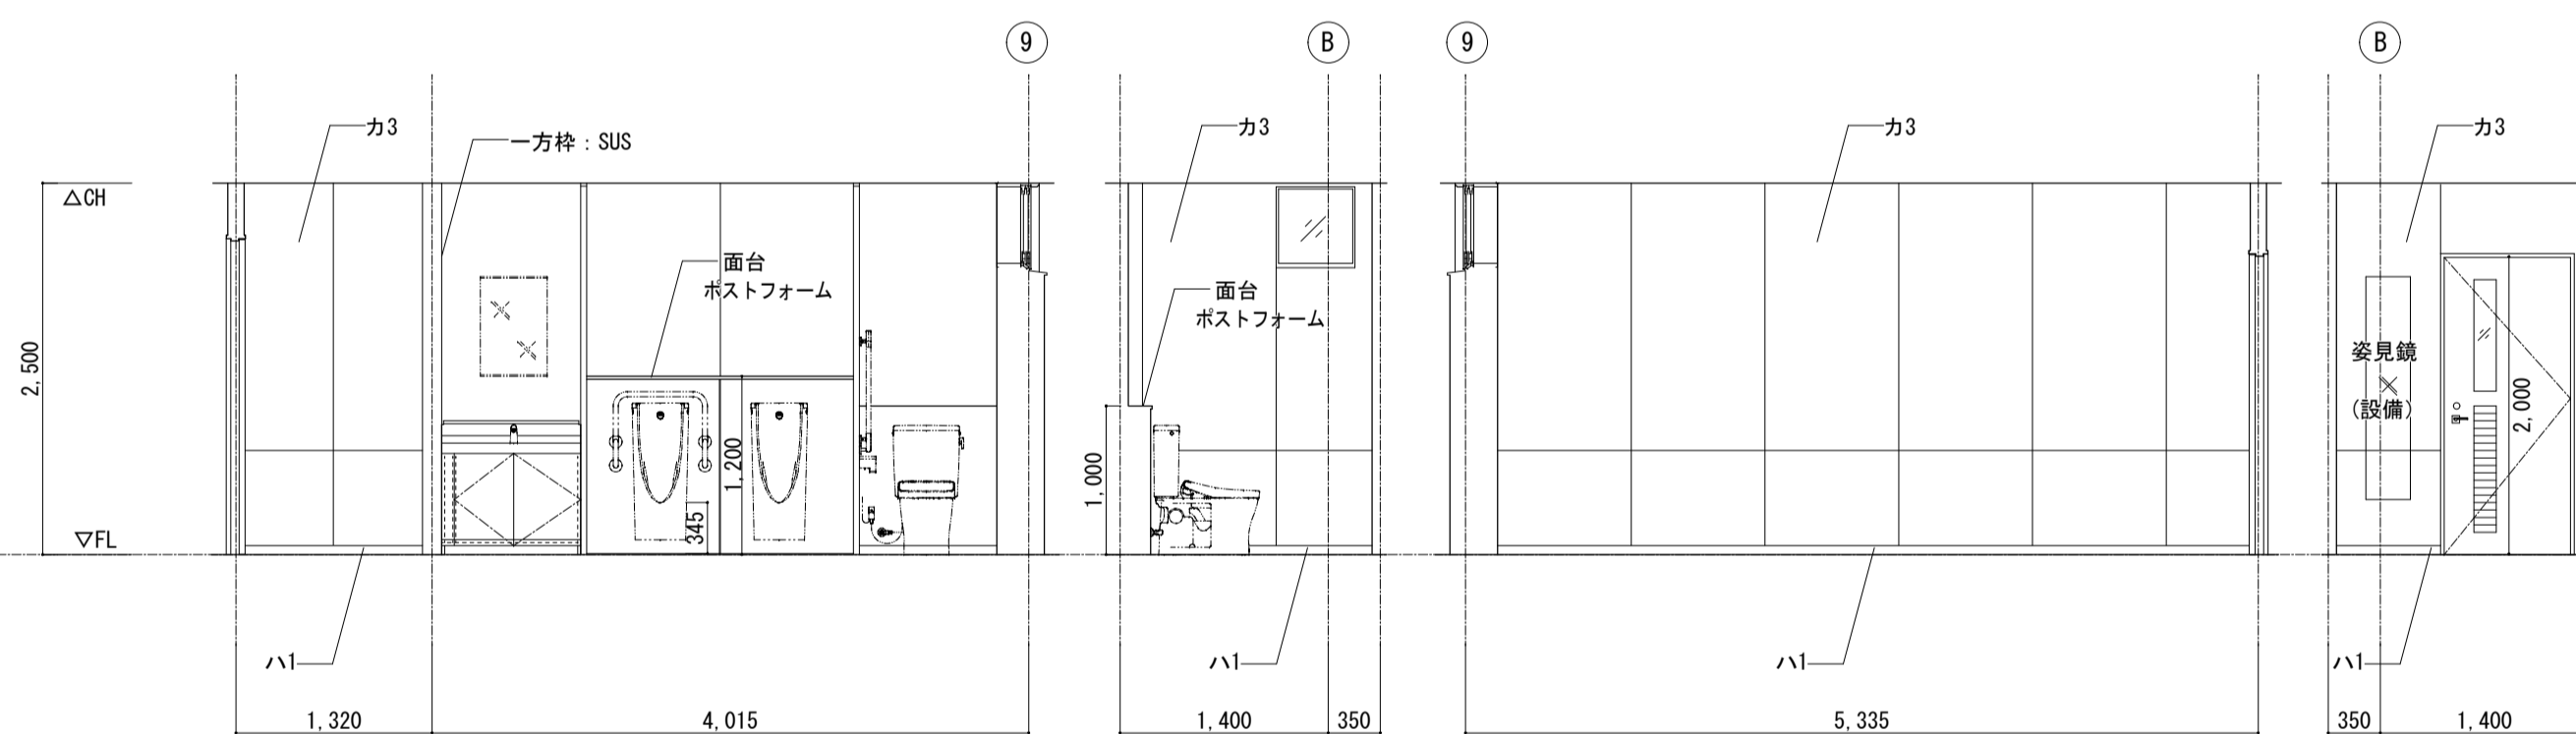 9
B
9
B
カ3
一方枠：SUS
カ3
カ3
カ3
△CH
面台
ポストフォーム
面台
ポストフォーム
2,500
姿見鏡
（設備）
2,000
1,200
1,000
345
▽FL
ハ1
ハ1
ハ1
ハ1
1,320
4,015
1,400
350
5,335
350
1,400